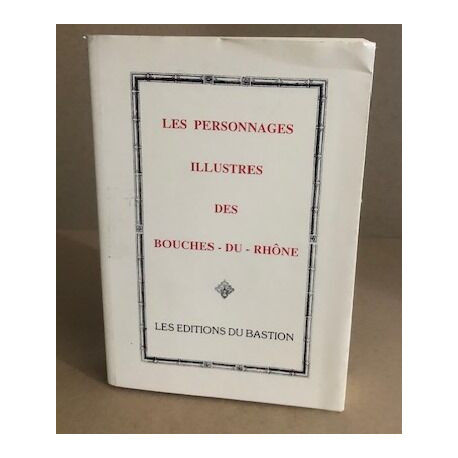 LES PERSONNAGES
ILLUSTRES
DES
BOUCHES - DU - RHÔNE
LES EDITIONS DU BASTION